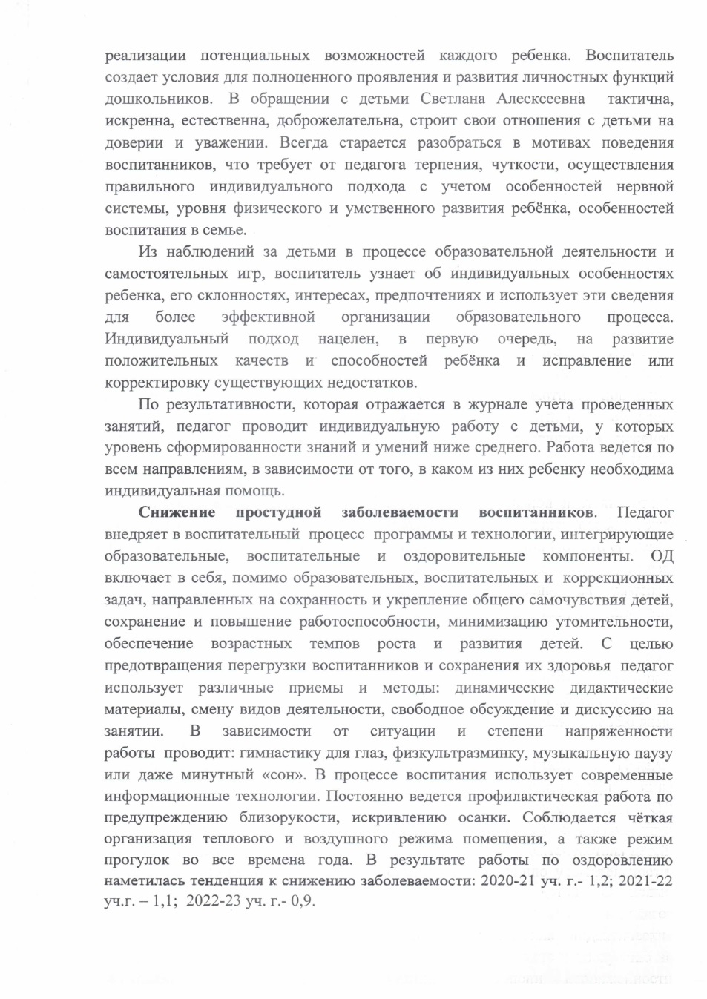 реализации потенциальных возможностей каждого ребенка. Воспитатель
создает условия для полноценного проявления и развития личностных функций
дошкольников. В обращении с детьми Светлана Алесксеевна тактична,
искренна, естественна, доброжелательна, строит свои отношения с детьми на
доверии и уважении. Всегда старается разобраться в мотивах поведения
воспитанников, что требует от педагога терпения, чуткости, осуществления
правильного индивидуального подхода с учетом особенностей нервной
системы, уровня физического и умственного развития ребёнка, особенностей
воспитания в семье.
Из наблюдений за детьми в процессе образовательной деятельности и
самостоятельных игр, воспитатель узнает об индивидуальных особенностях
ребенка, его склонностях, интересах, предпочтениях и использует эти сведения
для более эффективной организации образовательного процесса.
Индивидуальный подход нацелен, в первую очередь, на развитие
положительных качеств и способностей ребёнка и исправление или
корректировку существующих недостатков.
По результативности, которая отражается в журнале учета проведенных
занятий, педагог проводит индивидуальную работу с детьми, у которых
уровень сформированности знаний и умений ниже среднего. Работа ведется по
всем направлениям, в зависимости от того, в каком из них ребенку необходима
индивидуальная помощь.
Снижение простудной заболеваемости воспитанников. Педагог
внедряет в воспитательный процесс программы и технологии, интегрирующие
образовательные, воспитательные и оздоровительные компоненты. ОД
включает в себя, помимо образовательных, воспитательных и коррекционных
задач, направленных на сохранность и укрепление общего самочувствия детей,
сохранение и повышение работоспособности, минимизацию утомительности,
обеспечение возрастных темпов роста и развития детей. С целью
предотвращения перегрузки воспитанников и сохранения их здоровья педагог
использует различные приемы и методы: динамические дидактические
материалы, смену видов деятельности, свободное обсуждение и дискуссию на
занятии. В зависимости от ситуации и степени напряженности
работы проводит: гимнастику для глаз, физкультразминку, музыкальную паузу
или даже минутный «сон». В процессе воспитания использует современные
информационные технологии. Постоянно ведется профилактическая работа по
предупреждению близорукости, искривлению осанки. Соблюдается чёткая
организация теплового и воздушного режима помещения, а также режим
прогулок во все времена года. В результате работы по оздоровлению
наметилась тенденция к снижению заболеваемости: 2020-21 уч. г.- 1,2; 2021-22
уч.г. – 1,1; 2022-23 уч. г.- 0,9.